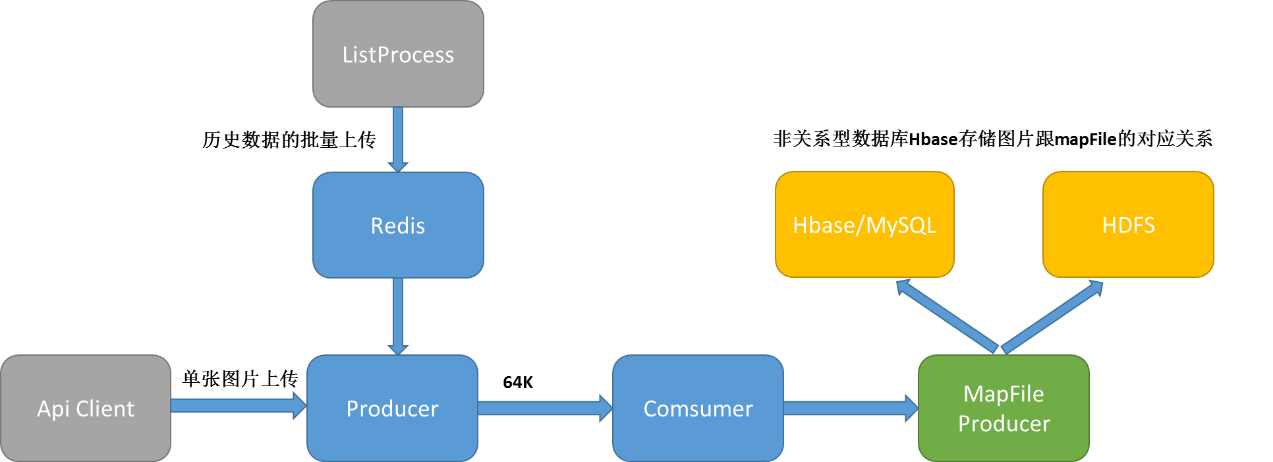 ListProcess
历史数据的批量上传
非关系型数据库Hbase存储图片跟mapFile的对应关系
Redis
Hbase/MySQL
HDFS
单张图片上传
64K
Api Client
Producer
Comsumer
MapFile
Producer